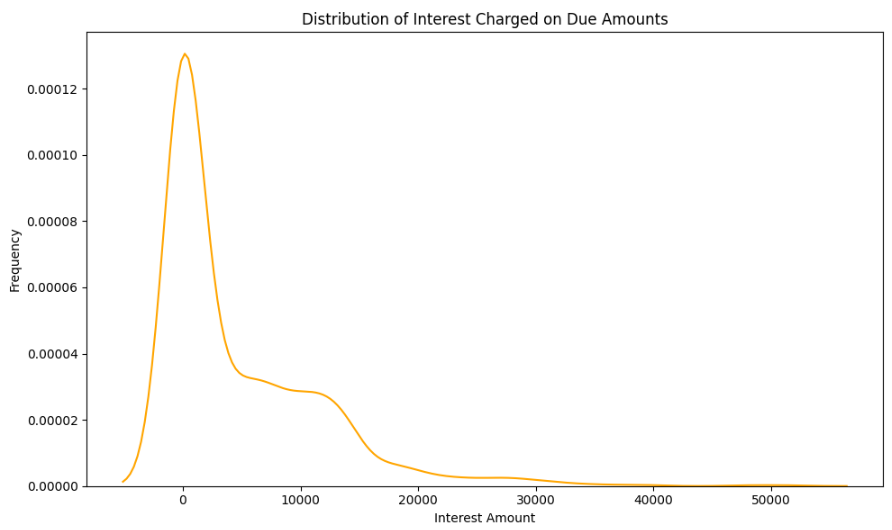 Distribution of Interest Charged on Due Amounts
0.00012
0.00010
0.00008
0.00006
0.00004
0.00002
0.00000
Frequency
0 10000 20000 30000 40000 50000
Interest Amount